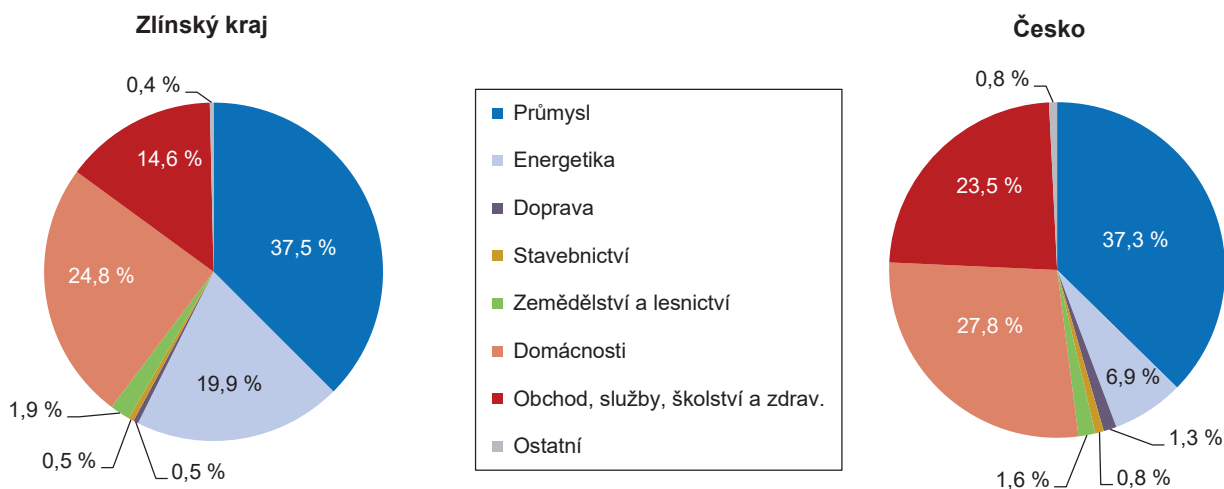 Zlínský kraj
0,4 %
14,6 %
37,5 %
24,8 %
19,9 %
1,9 %
0,5 %
0,5 %
Průmysl
Energetika
Doprava
Stavebnictví
Zemědělství a lesnictví
Domácnosti
Obchod, služby, školství a zdrav.
Ostatní
Česko
0,8 %
23,5 %
37,3 %
27,8 %
6,9 %
1,3 %
1,6 %
0,8 %